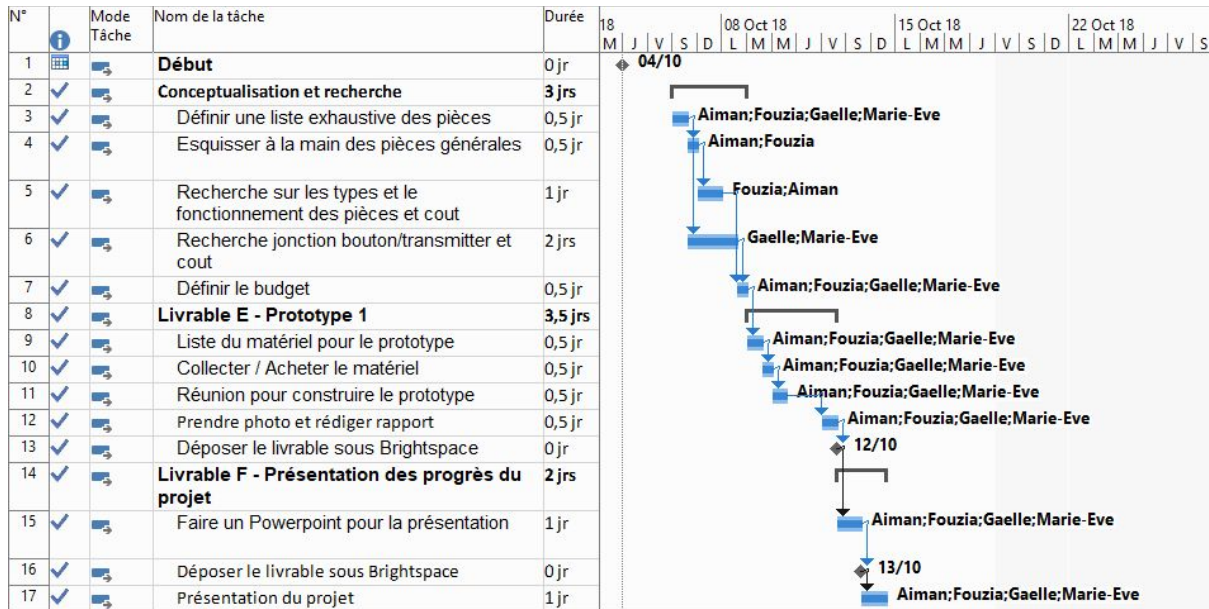 N° Mode Tâche Nom de la tâche Durée
18 08 Oct 18 15 Oct 18 22 Oct 18
M J V S D L M M J V S D L M M J V S D L M M J V S
1 Début 0 jr 04/10
2 Conceptualisation et recherche 3 jrs
3 Définir une liste exhaustive des pièces 0,5 jr Aiman;Fouzia;Gaelle;Marie-Eve
4 Esquisser à la main des pièces générales 0,5 jr Aiman;Fouzia
5 Recherche sur les types et le 1 jr Fouzia;Aiman
fonctionnement des pièces et cout
6 Recherche jonction bouton/transmitter et 2 jrs Gaelle;Marie-Eve
cout
7 Définir le budget 0,5 jr Aiman;Fouzia;Gaelle;Marie-Eve
8 Livrable E - Prototype 1 3,5 jrs
9 Liste du matériel pour le prototype 0,5 jr Aiman;Fouzia;Gaelle;Marie-Eve
10 Collecter / Acheter le matériel 0,5 jr Aiman;Fouzia;Gaelle;Marie-Eve
11 Réunion pour construire le prototype 0,5 jr Aiman;Fouzia;Gaelle;Marie-Eve
12 Prendre photo et rédiger rapport 0,5 jr Aiman;Fouzia;Gaelle;Marie-Eve
13 Déposer le livrable sous Brightspace 0 jr 12/10
14 Livrable F - Présentation des progrès du 2 jrs
projet
15 Faire un Powerpoint pour la présentation 1 jr Aiman;Fouzia;Gaelle;Marie-Eve
16 Déposer le livrable sous Brightspace 0 jr 13/10
17 Présentation du projet 1 jr Aiman;Fouzia;Gaelle;Marie-Eve